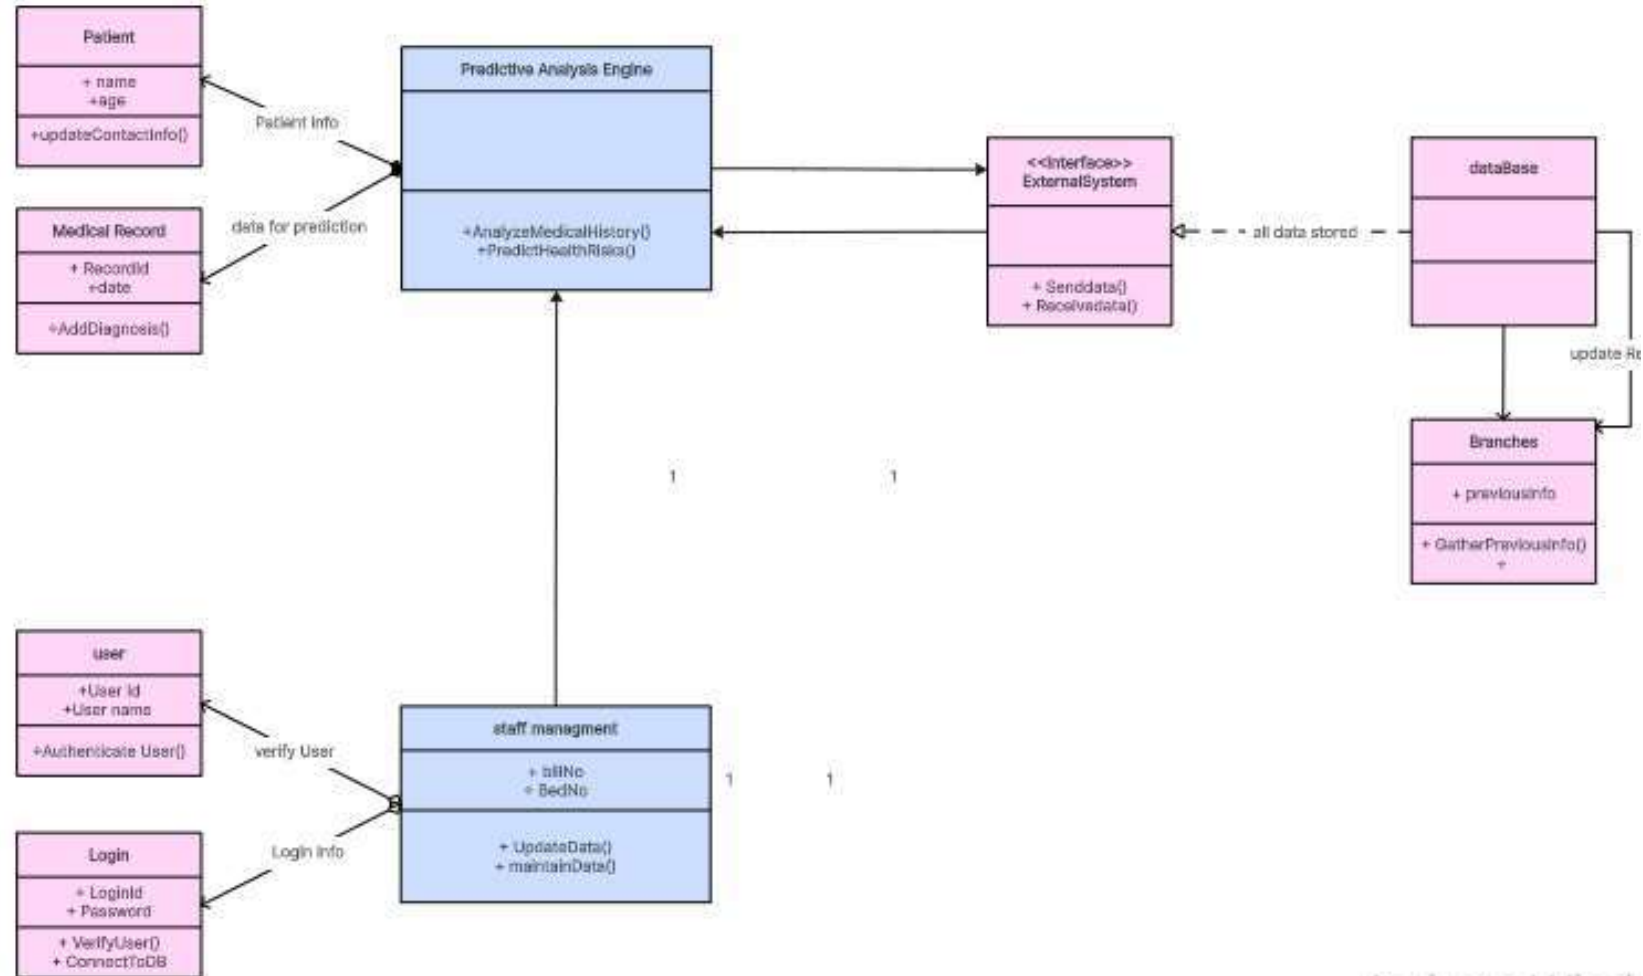 Patient
+ name
+age
+updateContactInfo()
Patient info
Medical Record
+ RecordId
+date
+AddDiagnosis()
data for prediction
Predictive Analysis Engine
+AnalyzeMedicalHistory()
+PredictHealthRisks()
<<Interface>>
ExternalSystem
+ Senddata()
+ Receivedata()
all data stored
dataBase
update Re
Branches
+ previousInfo
+ GatherPreviousInfo()
+
1
1
user
+User Id
+User name
+Authenticate User()
verify User
Login
+ LoginId
+ Password
+ VerifyUser()
+ ConnectToDB
Login Info
staff managment
+ billNo
+ BedNo
+ UpdateData()
+ maintainData()
1
1